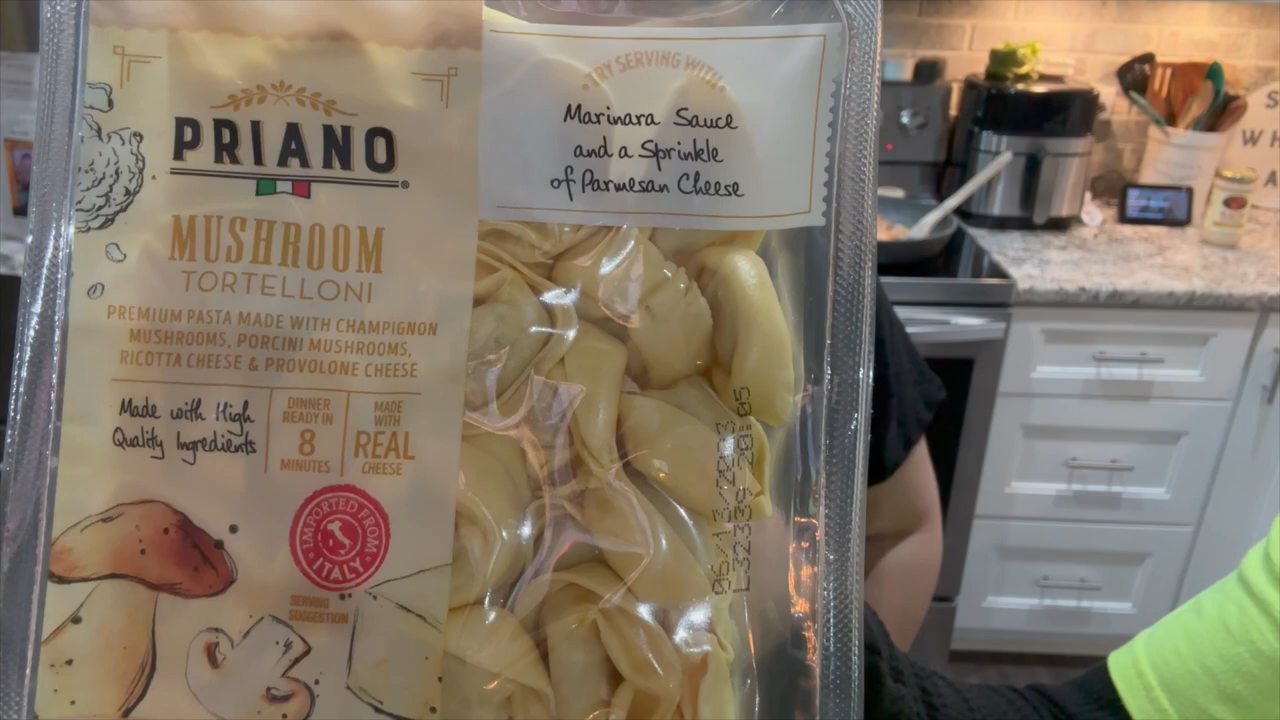 PRIANO
MUSHROOM
TORTELLONI
PREMIUM PASTA MADE WITH CHAMPIGNON
MUSHROOMS, PORCINI MUSHROOMS,
RICOTTA CHEESE & PROVOLONE CHEESE
Made with High
Quality Ingredients
DINNER
READY IN
8
MINUTES
MADE
WITH
REAL
CHEESE
IMPORTED FROM
ITALY
SERVING
SUGGESTION
TRY SERVING WITH
Marinara Sauce
and a Sprinkle
of Parmesan Cheese
S
WH
A